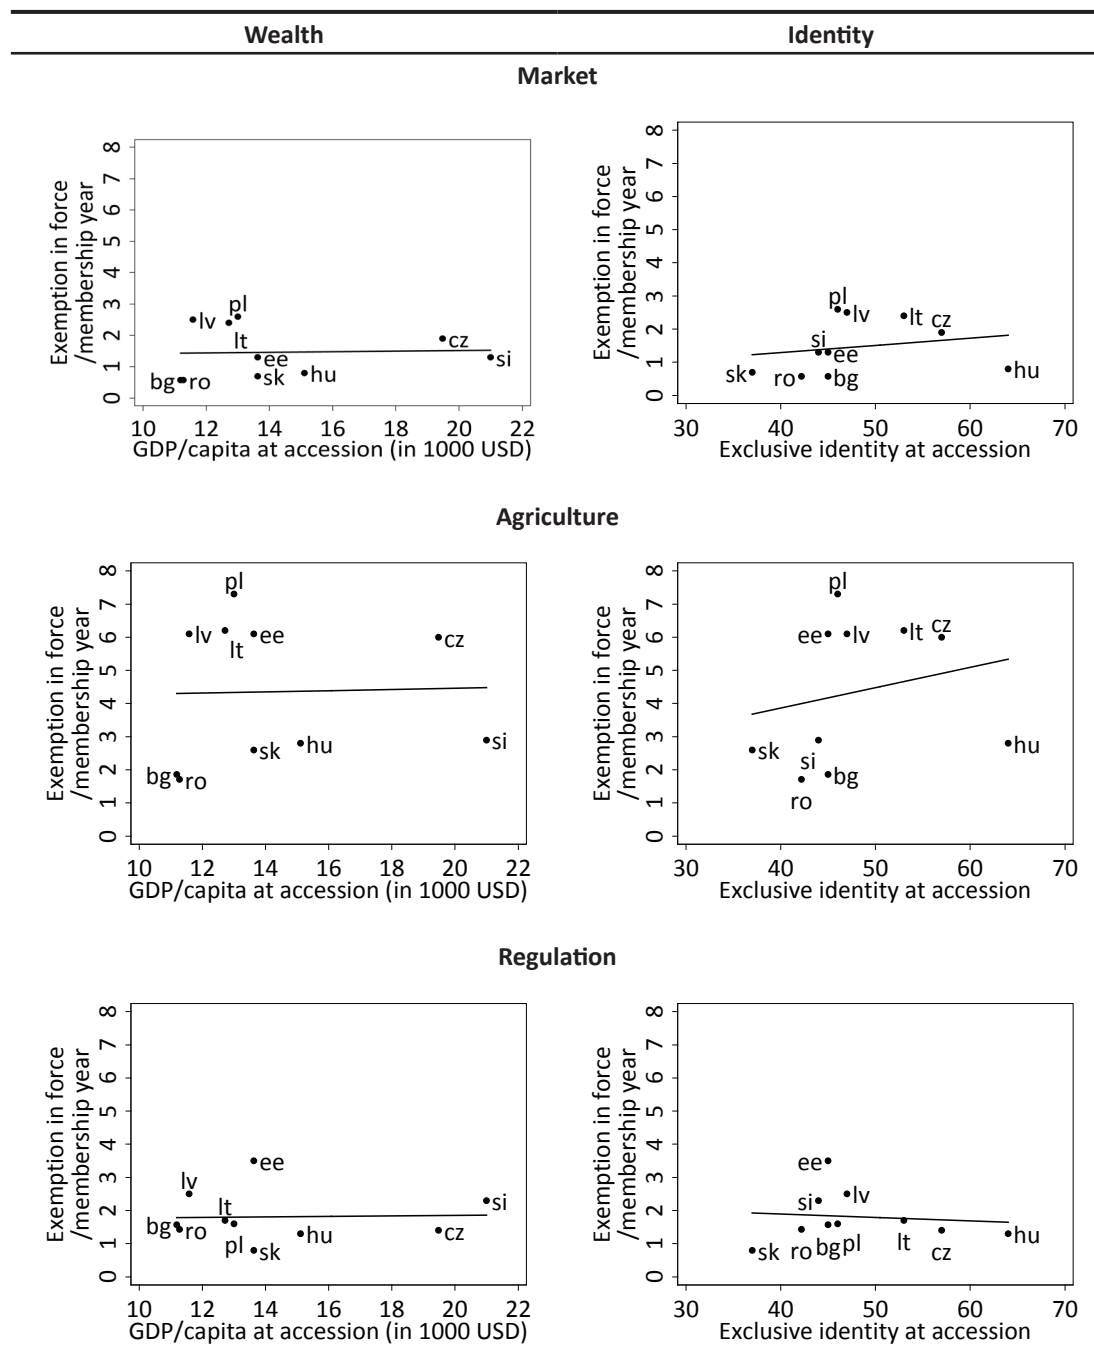 Wealth Identity
Market
Exemption in force
/membership year
0 1 2 3 4 5 6 7 8
lv
pl
lt
ee
sk
bg
ro
hu
cz
si
10 12 14 16 18 20 22
GDP/capita at accession (in 1000 USD)
Exemption in force
/membership year
0 1 2 3 4 5 6 7 8
pl
lv
lt
cz
si
ee
sk
ro
bg
hu
30 40 50 60 70
Exclusive identity at accession
Agriculture
Exemption in force
/membership year
0 1 2 3 4 5 6 7 8
pl
lv
lt
ee
cz
sk
hu
si
bg
ro
10 12 14 16 18 20 22
GDP/capita at accession (in 1000 USD)
Exemption in force
/membership year
0 1 2 3 4 5 6 7 8
pl
ee
lv
lt
cz
sk
si
hu
bg
ro
30 40 50 60 70
Exclusive identity at accession
Regulation
Exemption in force
/membership year
0 1 2 3 4 5 6 7 8
ee
lv
lt
si
bg
ro
pl
sk
hu
cz
10 12 14 16 18 20 22
GDP/capita at accession (in 1000 USD)
Exemption in force
/membership year
0 1 2 3 4 5 6 7 8
ee
si
lv
sk
ro
bg
pl
lt
cz
hu
30 40 50 60 70
Exclusive identity at accession